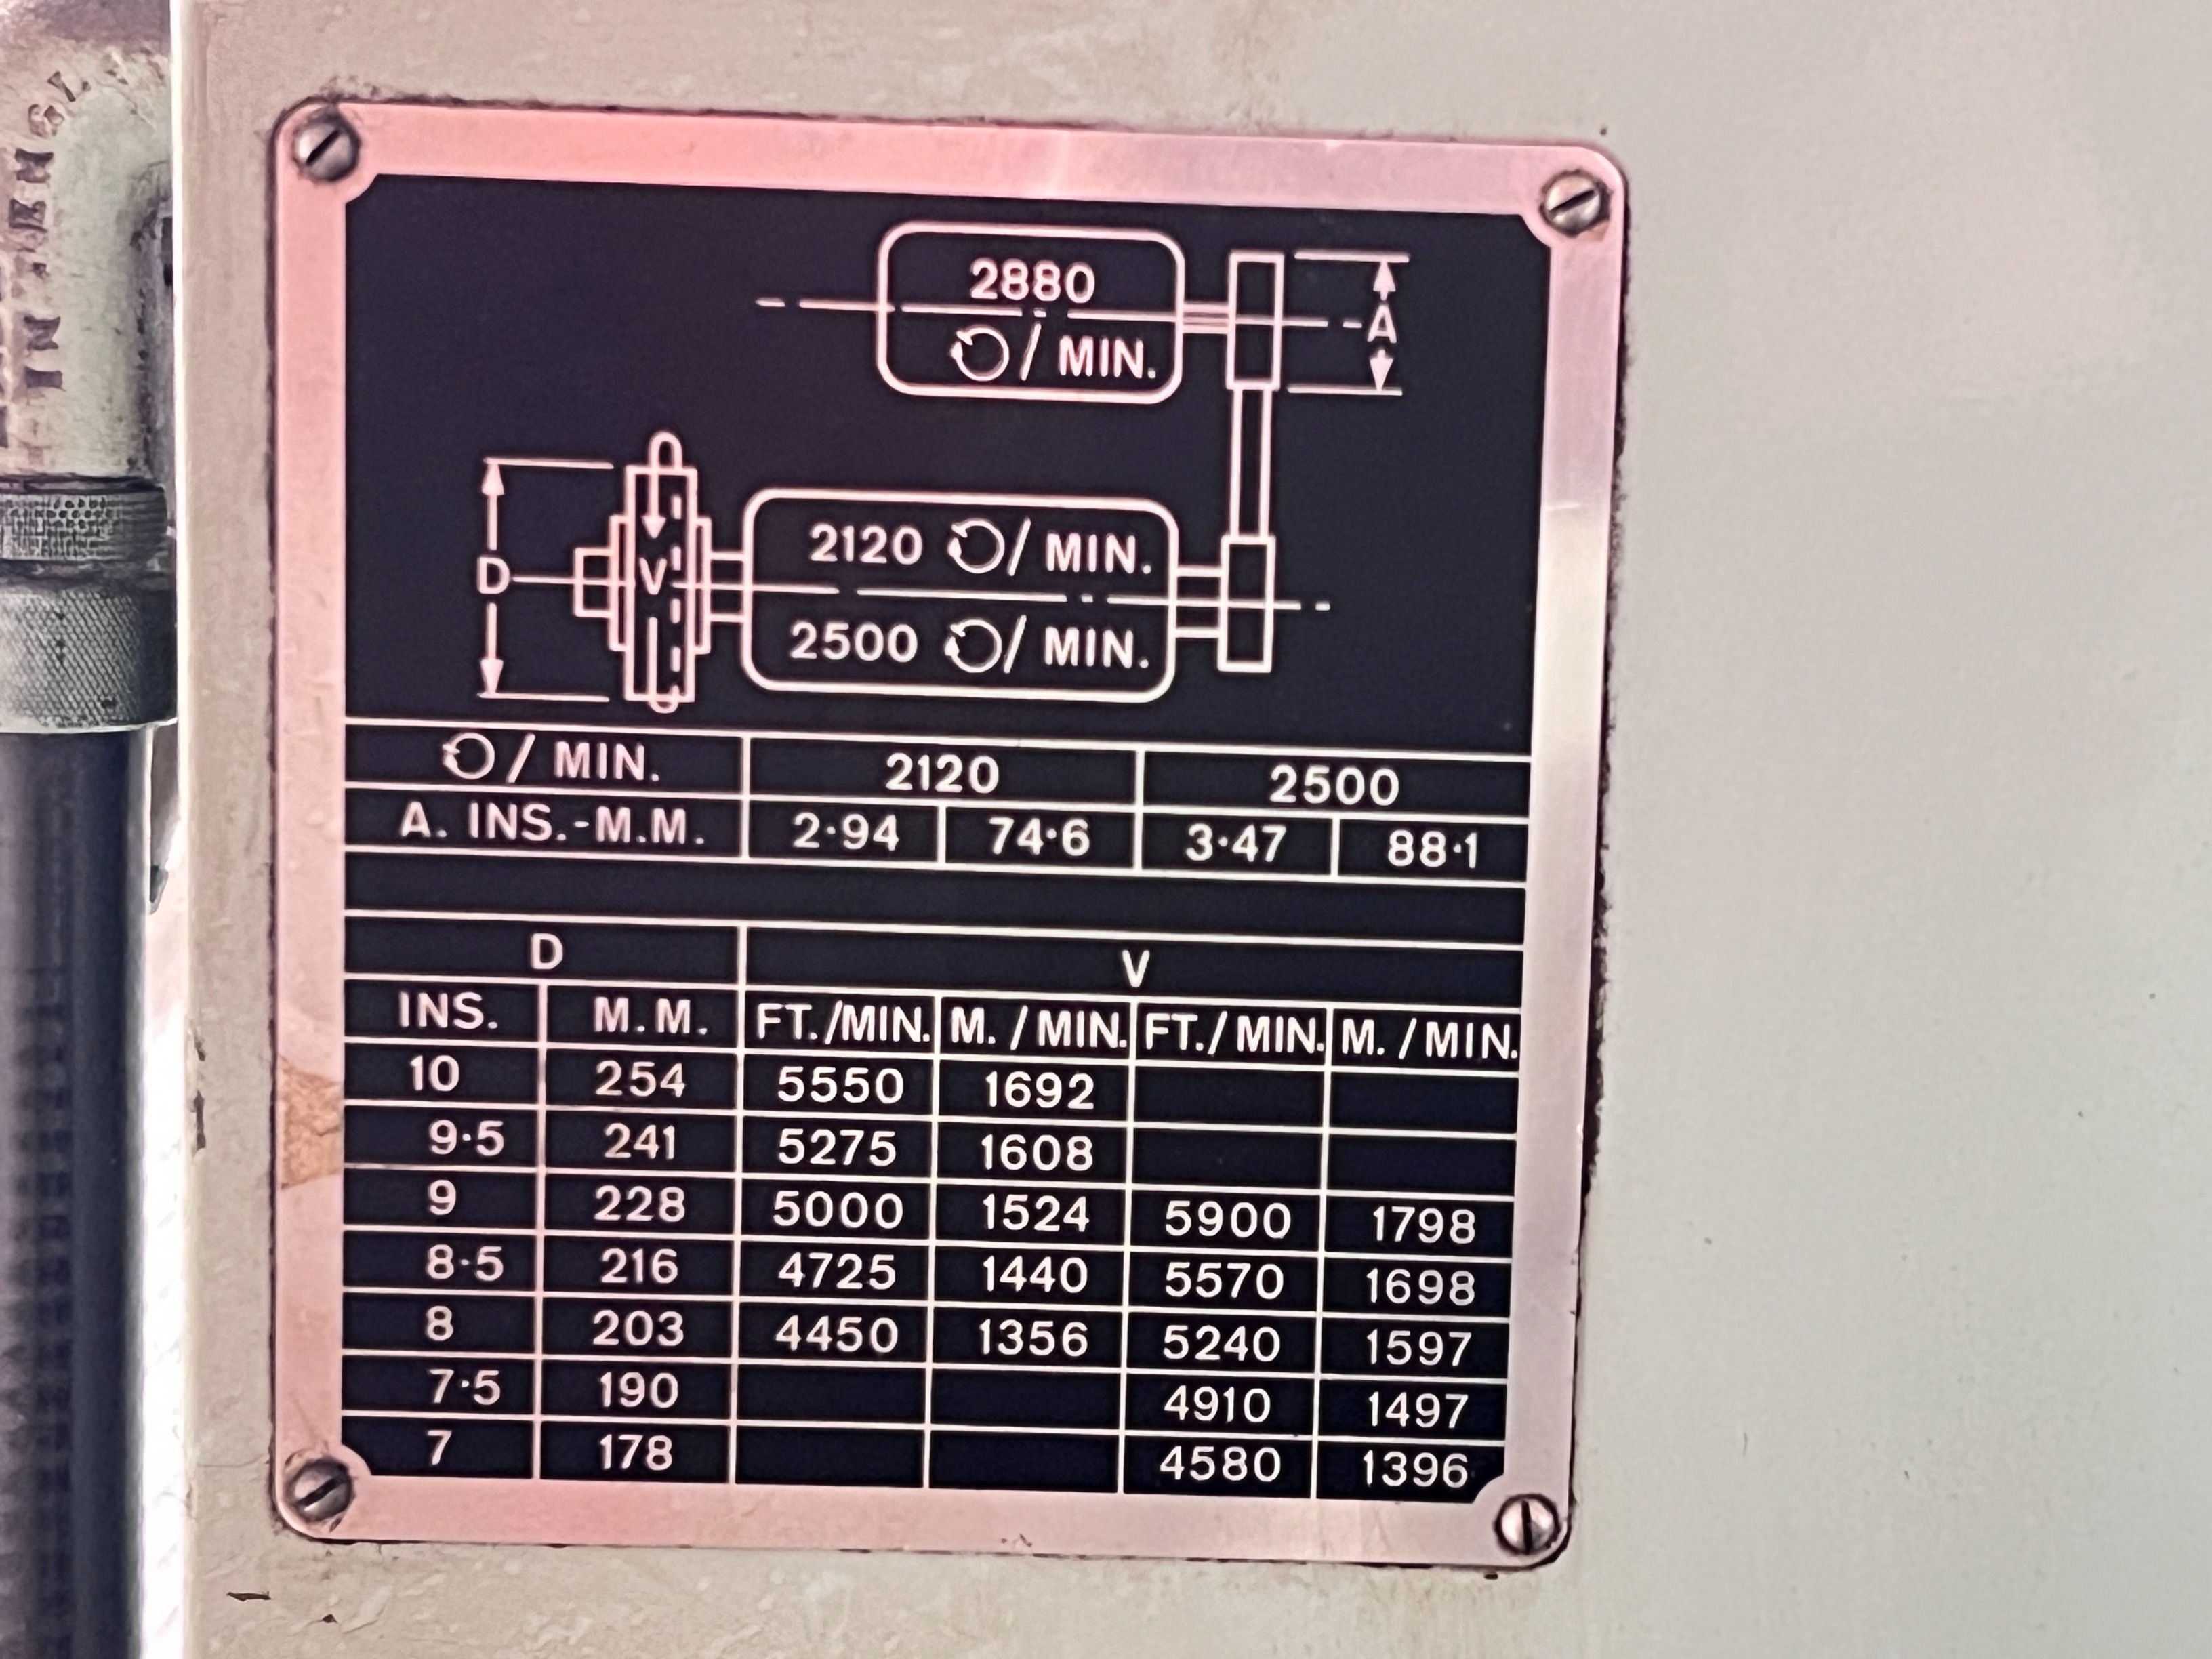 2880
/ MIN.
A
2120 / MIN.
D
V
2500 / MIN.
/ MIN. 2120 2500
A. INS.-M.M. 2·94 74·6 3·47 88·1
D V
INS. M.M. FT./MIN. M./MIN. FT./MIN. M./MIN.
10 254 5550 1692
9·5 241 5275 1608
9 228 5000 1524 5900 1798
8·5 216 4725 1440 5570 1698
8 203 4450 1356 5240 1597
7·5 190 4910 1497
7 178 4580 1396